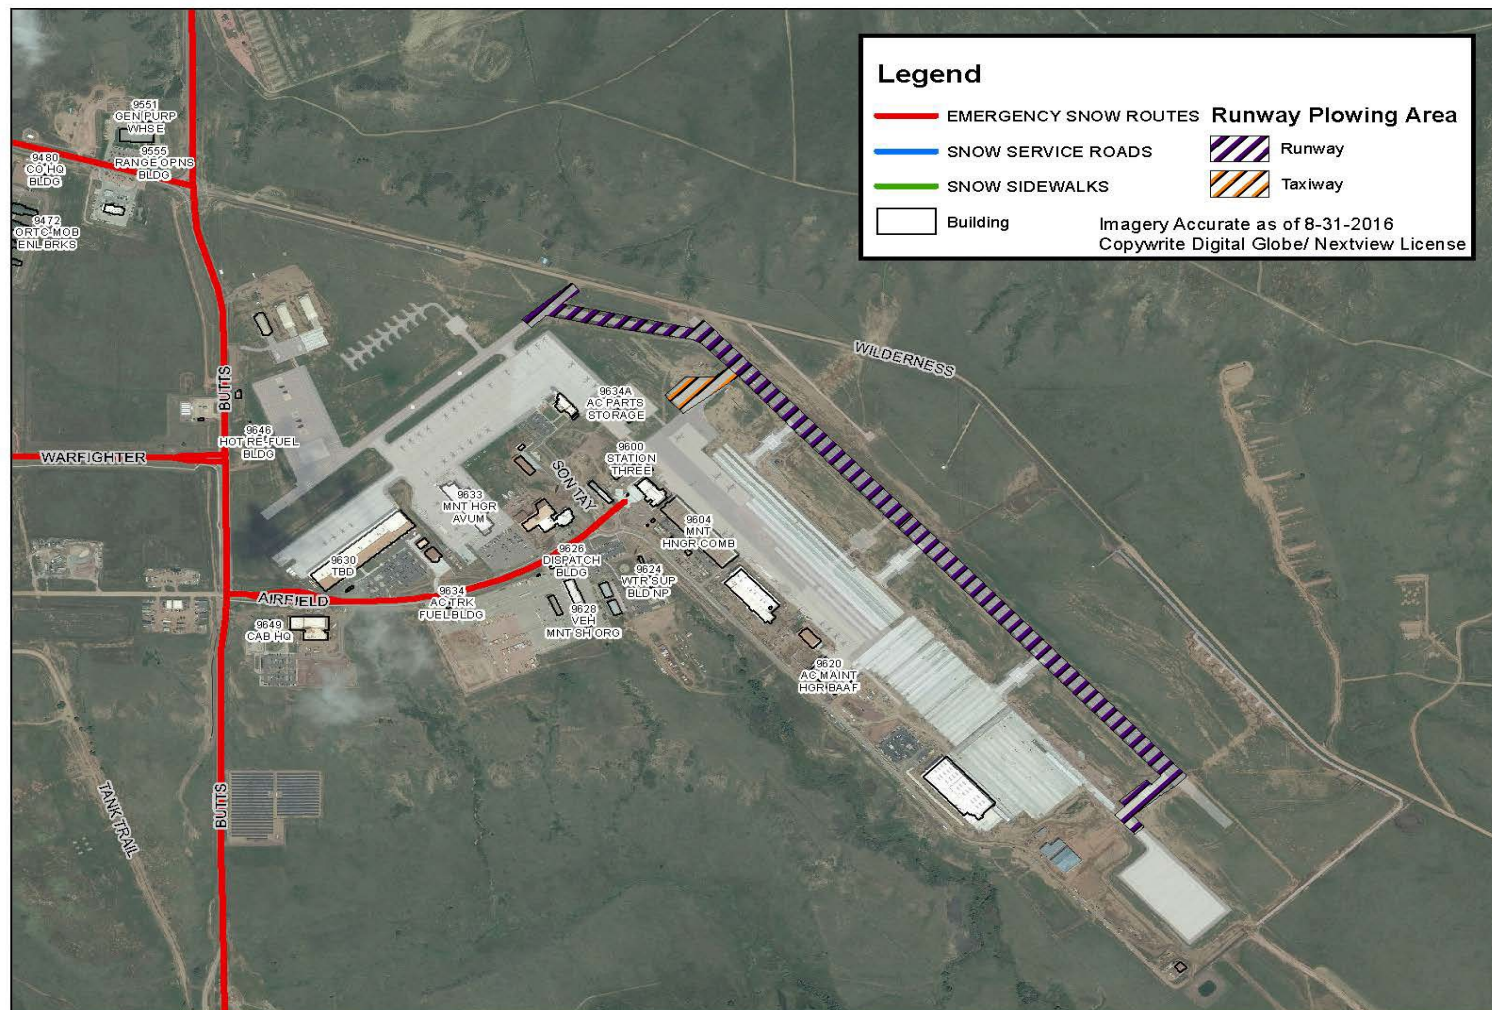 Legend
EMERGENCY SNOW ROUTES
SNOW SERVICE ROADS
SNOW SIDEWALKS
Building
Runway Plowing Area
Runway
Taxiway
Imagery Accurate as of 8-31-2016
Copywrite Digital Globe/ Nextview License
9551
GEN PURP
WHSE
9555
RANGE OPNS
BLDG
9480
CO HQ
BLDG
9472
ORTC MOB
ENL BRKS
WILDERNESS
BUTTS
9634A
AC PARTS
STORAGE
9646
HOT RE-FUEL
BLDG
WARFIGHTER
9600
STATION
THREE
SON TAY
9633
MNT HGR
AVUM
9604
MNT
HNGR COMB
9630
TBD
9626
DISPATCH
BLDG
9624
WTR SUP
BLD NP
AIRFIELD
9634
AC TRK
FUEL BLDG
9628
VEH
MNT SH ORG
9649
CAB HQ
9620
AC MAINT
HGR BAAF
TANK TRAIL
BUTTS